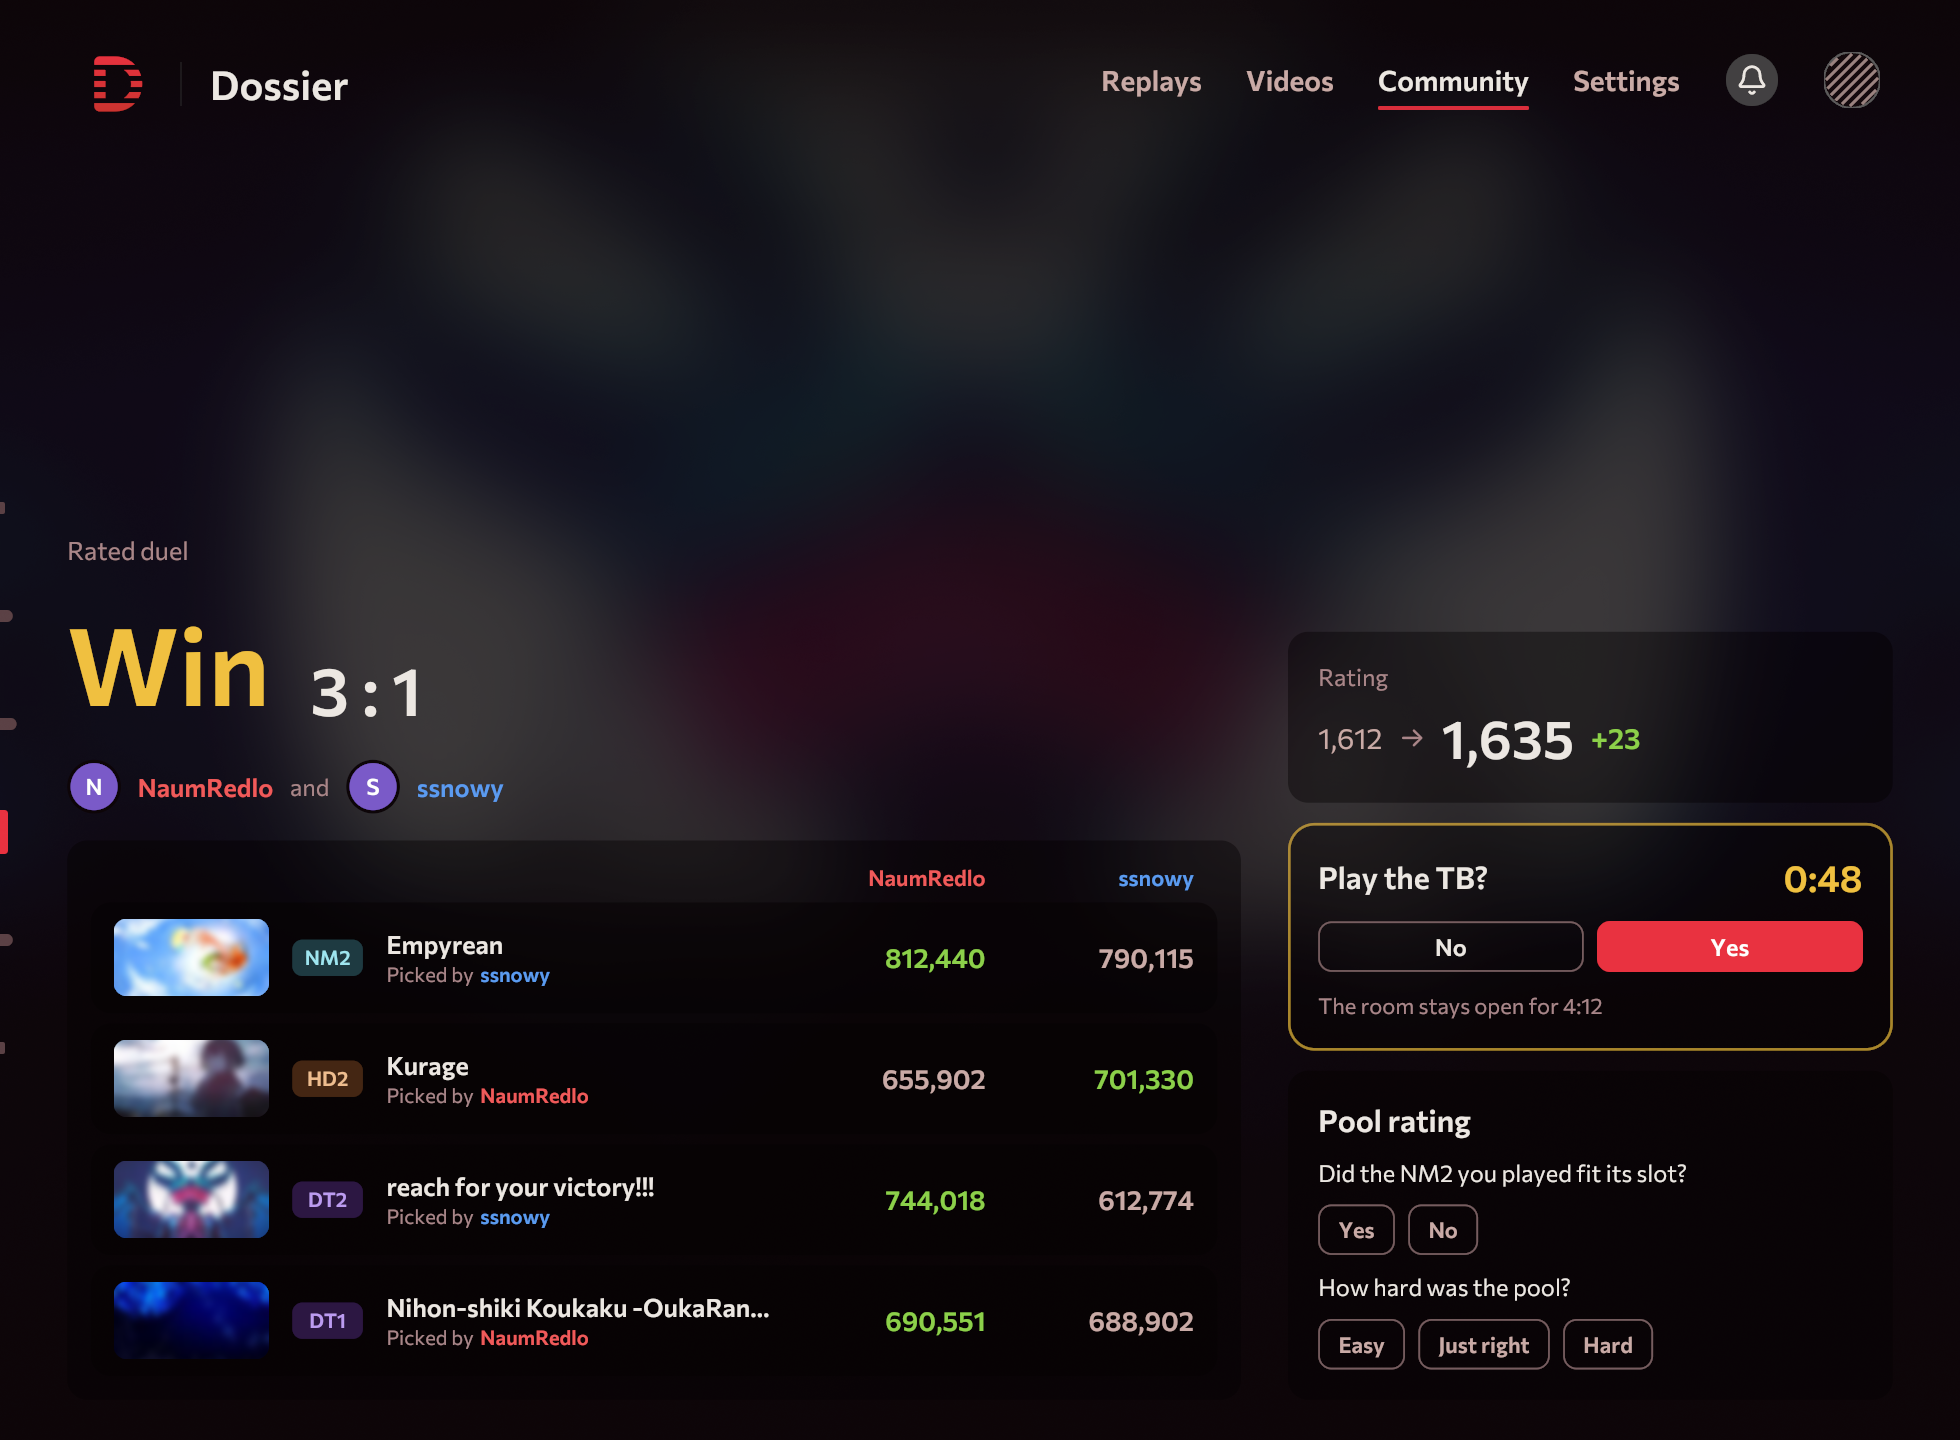 Dossier
Replays
Videos
Community
Settings
Rated duel
Win 3:1
N NaumRedlo and S ssnowy
NaumRedlo ssnowy
NM2
Empyrean
Picked by ssnowy
812,440
790,115
HD2
Kurage
Picked by NaumRedlo
655,902
701,330
DT2
reach for your victory!!!
Picked by ssnowy
744,018
612,774
DT1
Nihon-shiki Koukaku -OukaRan...
Picked by NaumRedlo
690,551
688,902
Rating
1,612 → 1,635 +23
Play the TB? 0:48
No
Yes
The room stays open for 4:12
Pool rating
Did the NM2 you played fit its slot?
Yes
No
How hard was the pool?
Easy
Just right
Hard